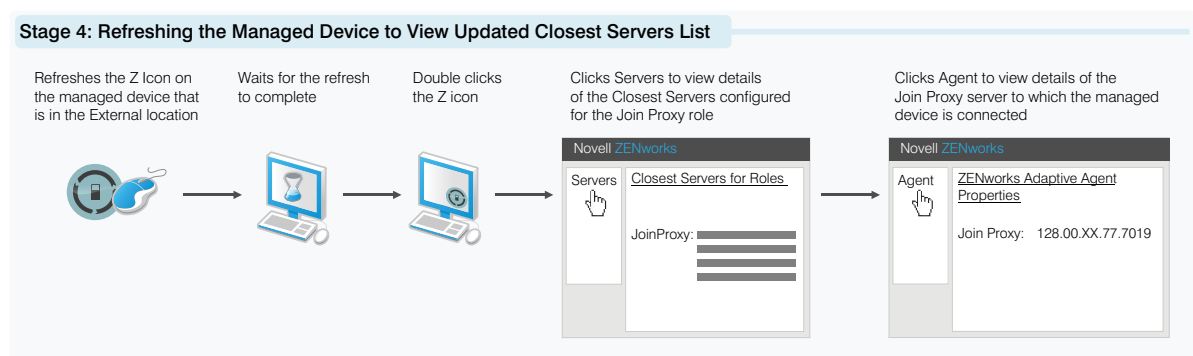 Stage 4: Refreshing the Managed Device to View Updated Closest Servers List
Refreshes the Z Icon on
the managed device that
is in the External location
Waits for the refresh
to complete
Double clicks
the Z icon
Clicks Servers to view details
of the Closest Servers configured
for the Join Proxy role
Clicks Agent to view details of the
Join Proxy server to which the managed
device is connected
Novell ZENworks
Servers
Closest Servers for Roles
JoinProxy:
Novell ZENworks
Agent
ZENworks Adaptive Agent
Properties
Join Proxy: 128.00.XX.77.7019